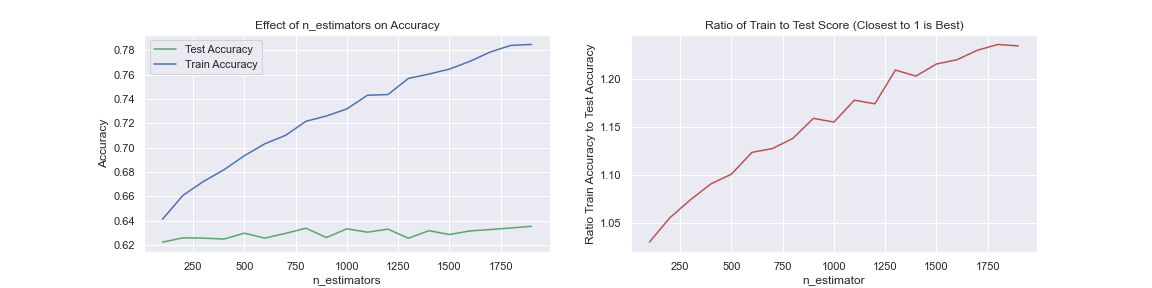 Effect of n_estimators on Accuracy
Test Accuracy
Train Accuracy
Accuracy
0.78
0.76
0.74
0.72
0.70
0.68
0.66
0.64
0.62
250 500 750 1000 1250 1500 1750
n_estimators
Ratio of Train to Test Score (Closest to 1 is Best)
Ratio Train Accuracy to Test Accuracy
1.20
1.15
1.10
1.05
250 500 750 1000 1250 1500 1750
n_estimator